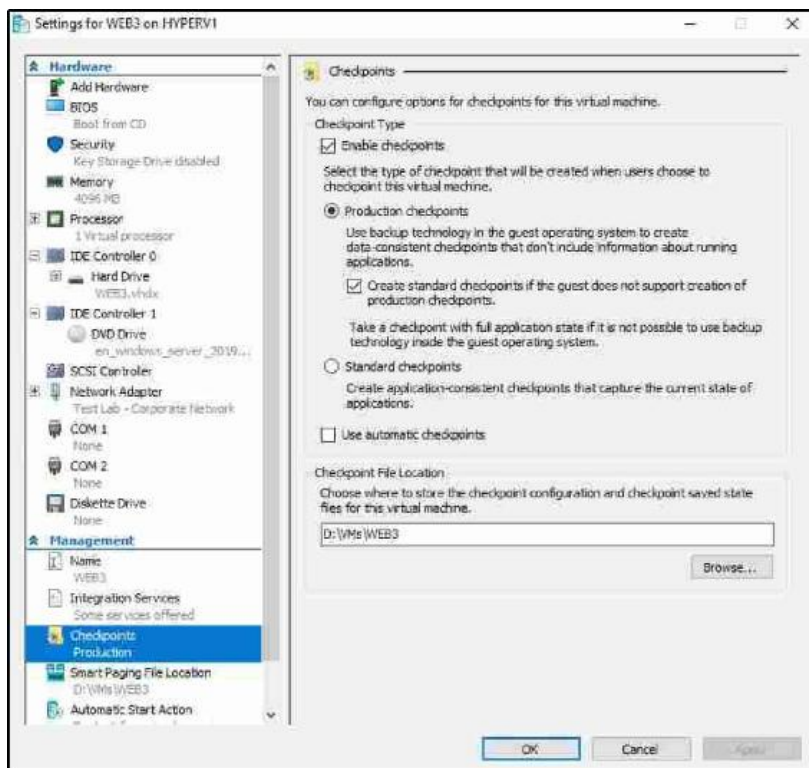 Settings for WEB3 on HYPERV1
Hardware
Add Hardware
BIOS
Boot from CD
Security
Key Storage Drive disabled
Memory
4096 MB
Processor
1 Virtual processor
IDE Controller 0
Hard Drive
WEB3.vhdx
IDE Controller 1
DVD Drive
en_windows_server_2019...
SCSI Controller
Network Adapter
Test Lab - Corporate Network
COM 1
None
COM 2
None
Diskette Drive
None
Management
Name
WEB3
Integration Services
Some services offered
Checkpoints
Production
Smart Paging File Location
D:\VMs\WEB3
Automatic Start Action
Checkpoints
You can configure options for checkpoints for this virtual machine.
Checkpoint Type
Enable checkpoints
Select the type of checkpoint that will be created when users choose to
checkpoint this virtual machine.
Production checkpoints
Use backup technology in the guest operating system to create
data-consistent checkpoints that don't include information about running
applications.
Create standard checkpoints if the guest does not support creation of
production checkpoints.
Take a checkpoint with full application state if it is not possible to use backup
technology inside the guest operating system.
Standard checkpoints
Create application-consistent checkpoints that capture the current state of
applications.
Use automatic checkpoints
Checkpoint File Location
Choose where to store the checkpoint configuration and checkpoint saved state
files for this virtual machine.
D:\VMs\WEB3
Browse...
OK
Cancel
Apply